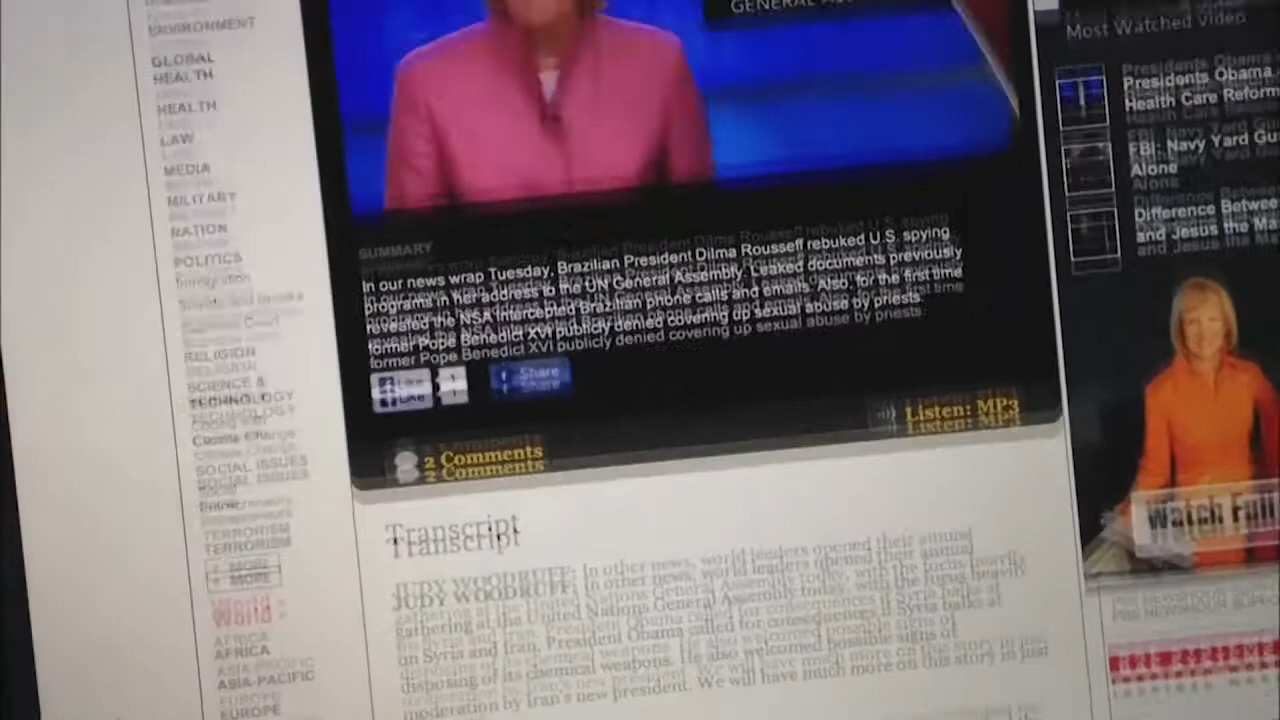 ENVIRONMENT
GLOBAL
HEALTH
HEALTH
LAW
MEDIA
MILITARY
NATION
POLITICS
Immigration
Supreme Court
RELIGION
SCIENCE &
TECHNOLOGY
Climate Change
SOCIAL ISSUES
TERRORISM
+ MORE
World
AFRICA
ASIA-PACIFIC
EUROPE
GENERAL
SUMMARY
In our news wrap Tuesday, Brazilian President Dilma Rousseff rebuked U.S. spying
programs in her address to the UN General Assembly. Leaked documents previously
revealed the NSA intercepted Brazilian phone calls and emails. Also, for the first time
former Pope Benedict XVI publicly denied covering up sexual abuse by priests.
Like 1 Share
Listen: MP3
2 Comments
Transcript
JUDY WOODRUFF: In other news, world leaders opened their annual
gathering at the United Nations General Assembly today, with the focus heavily
on Syria and Iran. President Obama called for consequences if Syria balks at
disposing of its chemical weapons. He also welcomed possible signs of
moderation by Iran's new president. We will have much more on this story in just
Most Watched Video
Presidents Obama
Health Care Reform
FBI: Navy Yard Gu
Alone
Difference Betwee
and Jesus the Ma
Watch Full